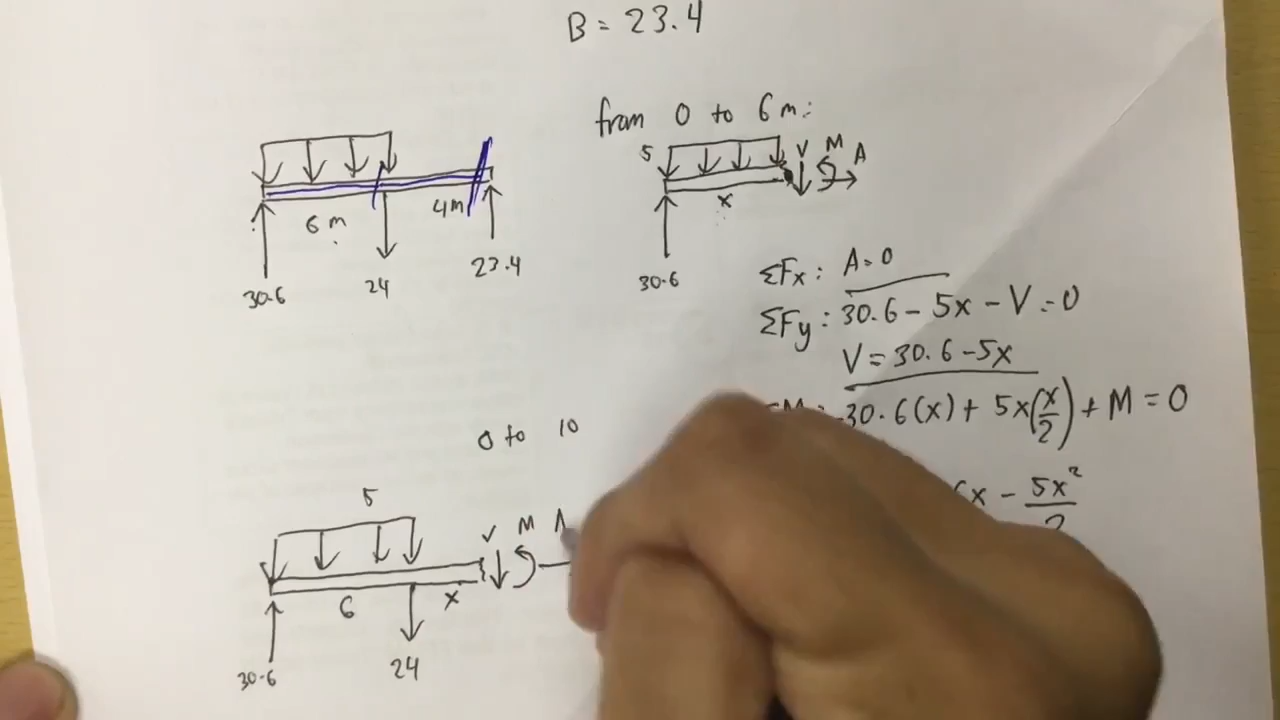 B = 23.4
from 0 to 6 m:
5
V M A
6 m
4m
x
30.6
24
23.4
30.6
ΣFx: A=0
ΣFy: 30.6 - 5x - V = 0
V = 30.6 - 5x
-30.6(x) + 5x(x/2) + M = 0
0 to 10
x - 5x²/2
5
V M A
6
x
30.6
24